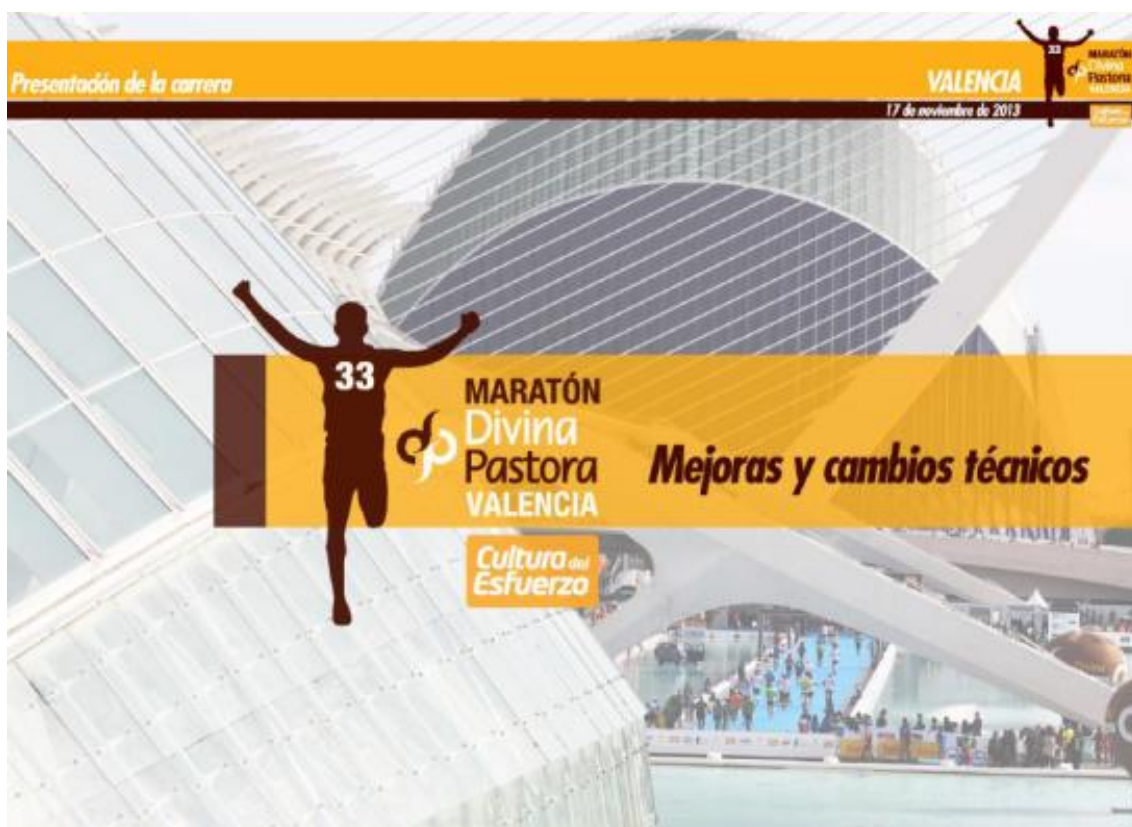 Presentación de la carrera
VALENCIA
17 de noviembre de 2013
33
MARATÓN
Divina
Pastora
VALENCIA
33
MARATÓN
Divina
Pastora
VALENCIA
Mejoras y cambios técnicos
Cultura del
Esfuerzo